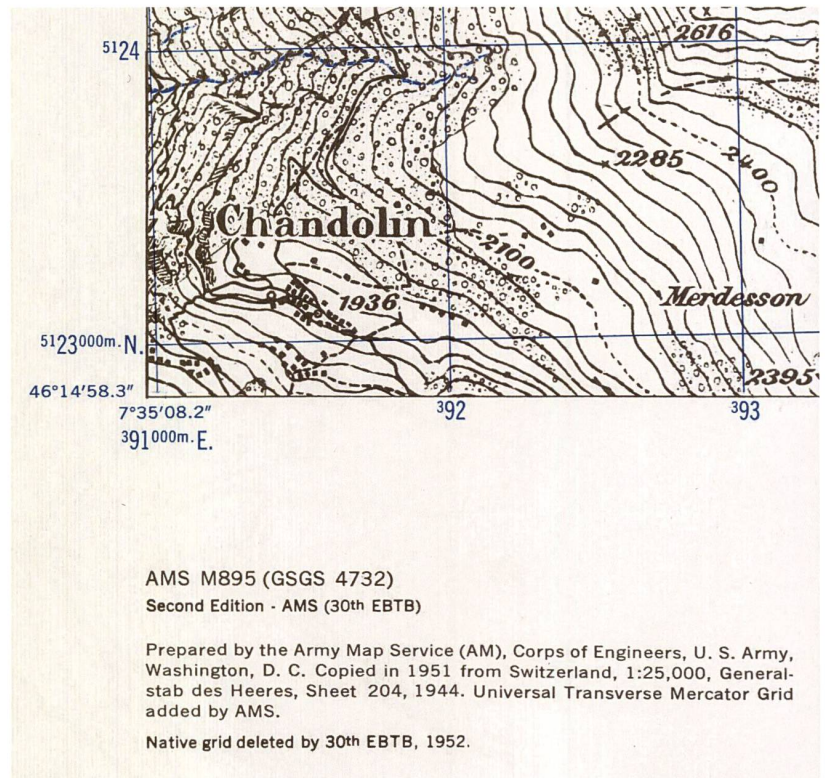 2616
5124
2285
2400
Chandolin
2100
1936
Merdesson
5123000m. N.
2395
46°14′58.3″
7°35′08.2″
392
393
391000m. E.
AMS M895 (GSGS 4732)
Second Edition - AMS (30th EBTB)
Prepared by the Army Map Service (AM), Corps of Engineers, U. S. Army,
Washington, D. C. Copied in 1951 from Switzerland, 1:25,000, General-
stab des Heeres, Sheet 204, 1944. Universal Transverse Mercator Grid
added by AMS.
Native grid deleted by 30th EBTB, 1952.